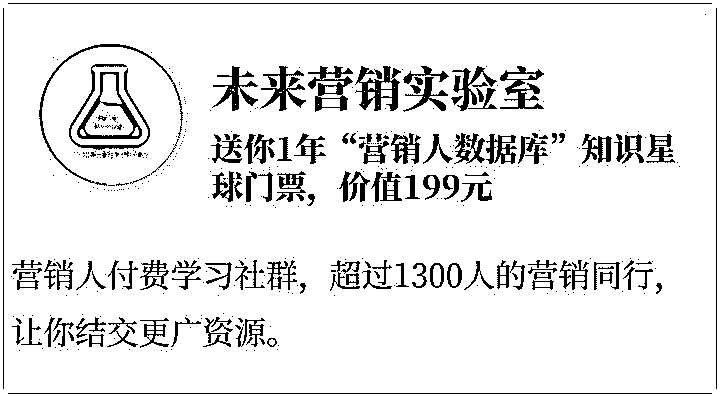 未来营销实验室
送你1年“营销人数据库”知识星
球门票，价值199元
营销人付费学习社群，超过1300人的营销同行，
让你结交更广资源。